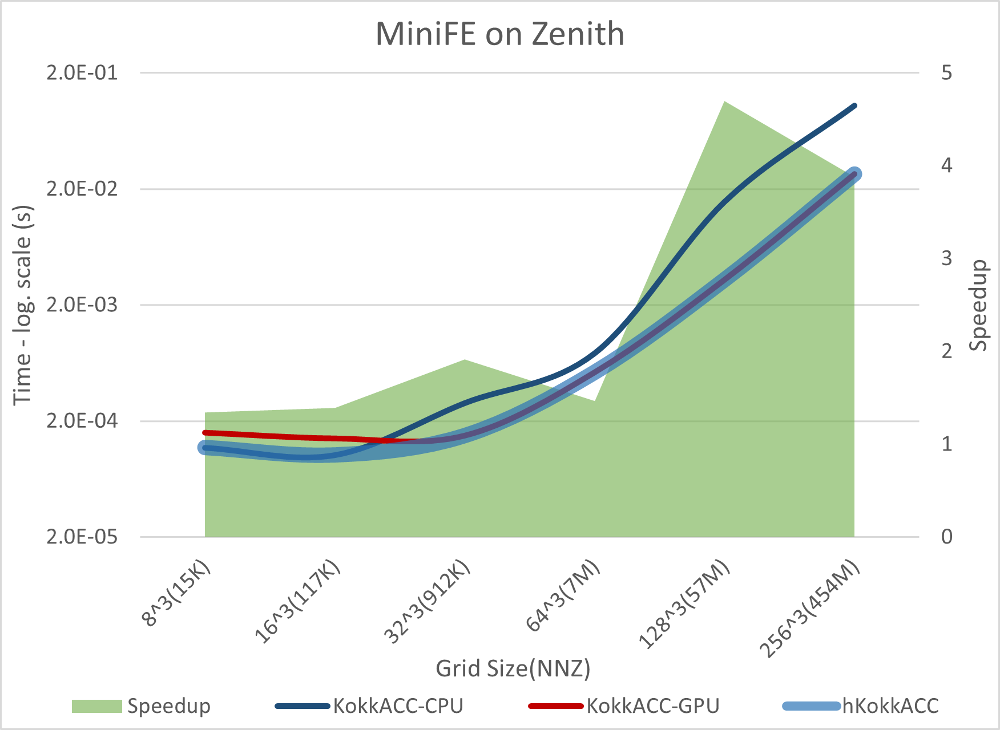 MiniFE on Zenith
2.0E-01
2.0E-02
2.0E-03
2.0E-04
2.0E-05
Time - log. scale (s)
5
4
3
2
1
0
Speedup
8^3(15K)
16^3(117K)
32^3(912K)
64^3(7M)
128^3(57M)
256^3(454M)
Grid Size(NNZ)
Speedup
KokkACC-CPU
KokkACC-GPU
hKokkACC